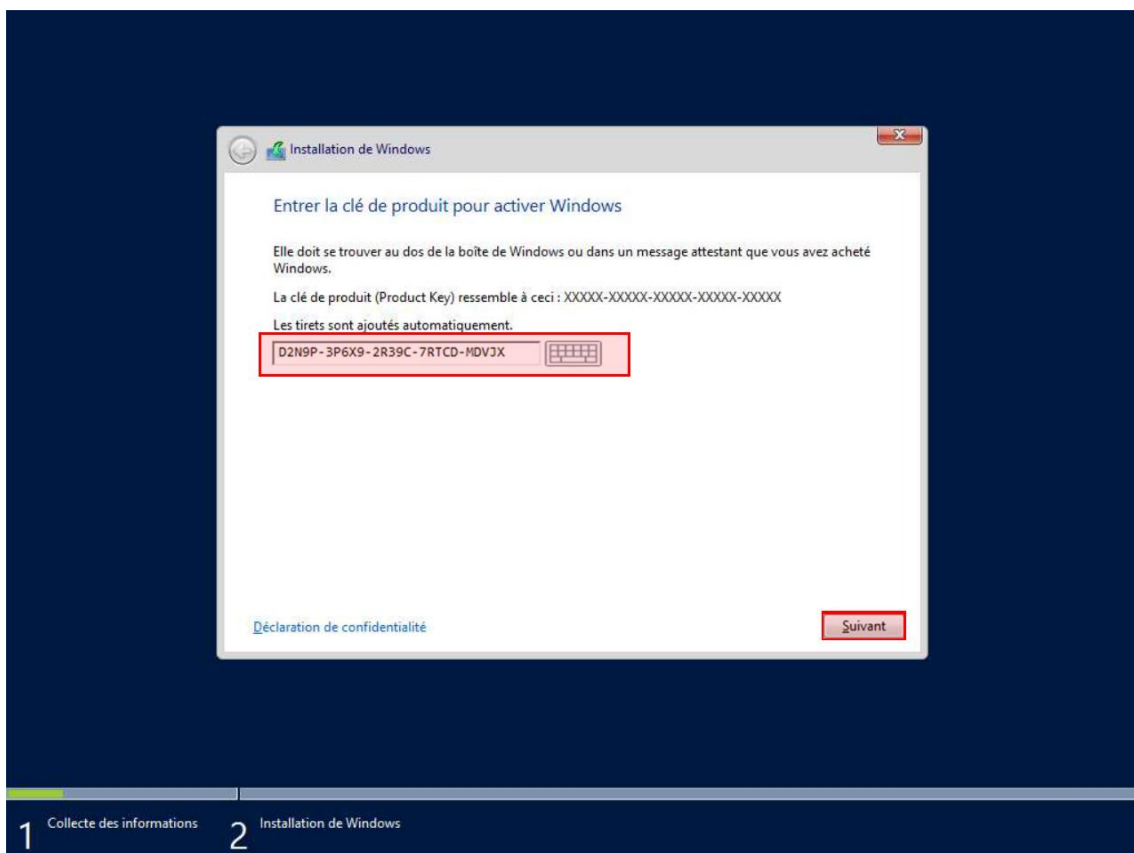 Installation de Windows
Entrer la clé de produit pour activer Windows
Elle doit se trouver au dos de la boîte de Windows ou dans un message attestant que vous avez acheté
Windows.
La clé de produit (Product Key) ressemble à ceci : XXXXX-XXXXX-XXXXX-XXXXX-XXXXX
Les tirets sont ajoutés automatiquement.
D2N9P-3P6X9-2R39C-7RTCD-MDVJX
Déclaration de confidentialité
Suivant
1 Collecte des informations
2 Installation de Windows